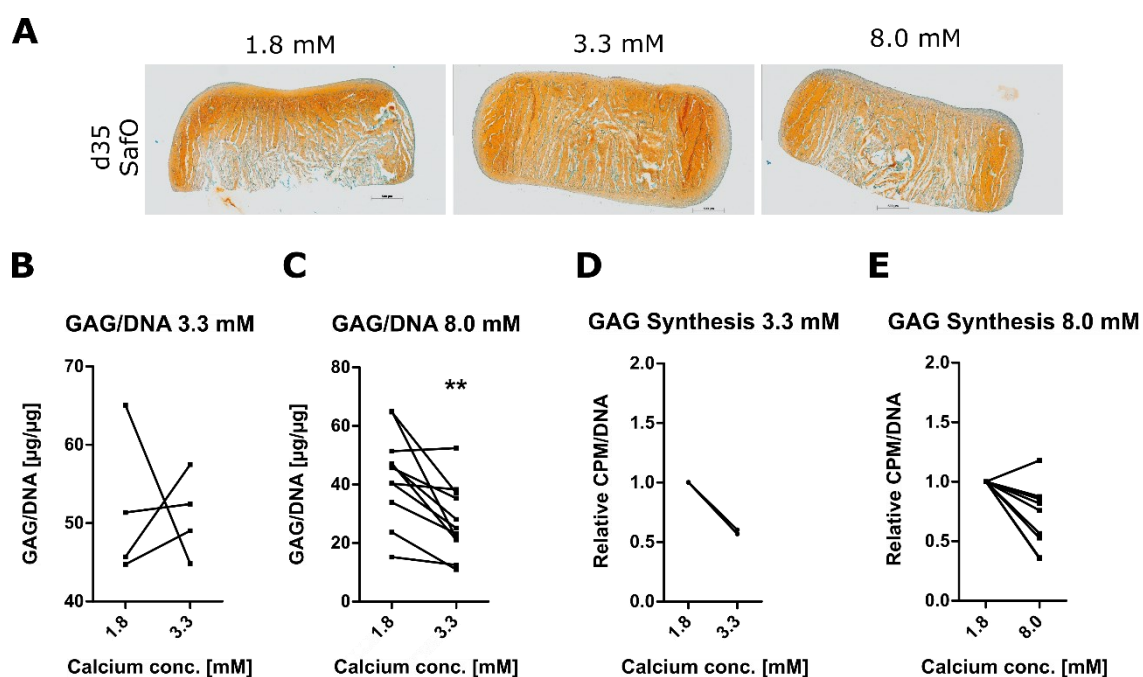 A
1.8 mM
3.3 mM
8.0 mM
d35
SafO
B
C
D
E
GAG/DNA 3.3 mM
GAG/DNA 8.0 mM
GAG Synthesis 3.3 mM
GAG Synthesis 8.0 mM
GAG/DNA [µg/µg]
70
60
50
40
1.8
3.3
Calcium conc. [mM]
GAG/DNA [µg/µg]
80
60
40
20
0
**
1.8
3.3
Calcium conc. [mM]
Relative CPM/DNA
2.0
1.5
1.0
0.5
0.0
1.8
3.3
Calcium conc. [mM]
Relative CPM/DNA
2.0
1.5
1.0
0.5
0.0
1.8
8.0
Calcium conc. [mM]